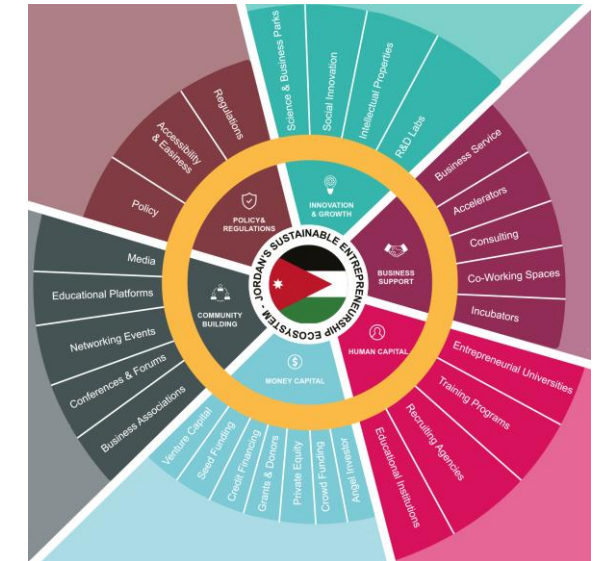 JORDAN'S SUSTAINABLE ENTREPRENEURSHIP ECOSYSTEM -
INNOVATION
& GROWTH
Science & Business Parks
Social Innovation
Intellectual Properties
R&D Labs
BUSINESS
SUPPORT
Business Service
Accelerators
Consulting
Co-Working Spaces
Incubators
HUMAN CAPITAL
Entrepreneurial Universities
Training Programs
Recruiting Agencies
Educational Institutions
MONEY CAPITAL
$
Angel Investor
Crowd Funding
Private Equity
Grants & Donors
Credit Financing
Seed Funding
Venture Capital
COMMUNITY
BUILDING
Business Associations
Conferences & Forums
Networking Events
Educational Platforms
Media
POLICY&
REGULATIONS
Policy
Accessibility
& Easiness
Regulations